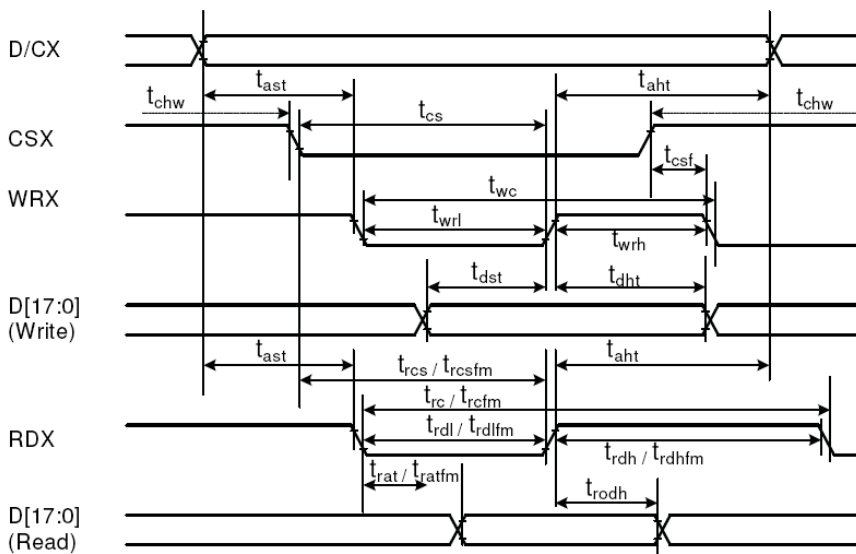 D/CX
t_ast
t_aht
t_chw
t_cs
t_chw
CSX
t_csf
WRX
t_wc
t_wrl
t_wrh
t_dst
t_dht
D[17:0]
(Write)
t_ast
t_aht
t_rcs / t_rcsfm
t_rc / t_rcfm
RDX
t_rdl / t_rdlfm
t_rdh / t_rdhfm
t_rat / t_ratfm
t_rodh
D[17:0]
(Read)